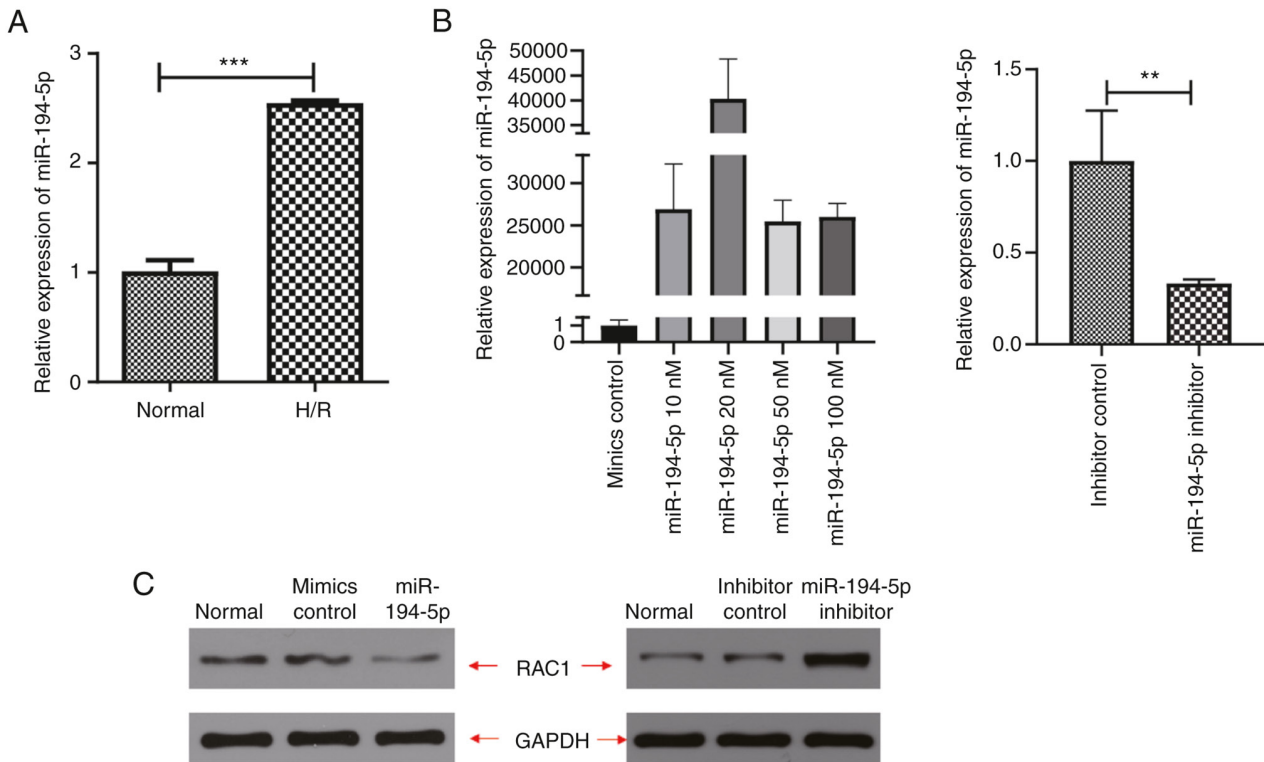 A
Relative expression of miR-194-5p
3
2
1
0
***
Normal
H/R
B
Relative expression of miR-194-5p
50000
45000
40000
35000
30000
25000
20000
1
0
Minics control
miR-194-5p 10 nM
miR-194-5p 20 nM
miR-194-5p 50 nM
miR-194-5p 100 nM
Relative expression of miR-194-5p
1.5
1.0
0.5
0.0
**
Inhibitor control
miR-194-5p inhibitor
C
Normal
Mimics
control
miR-
194-5p
Normal
Inhibitor
control
miR-194-5p
inhibitor
RAC1
GAPDH